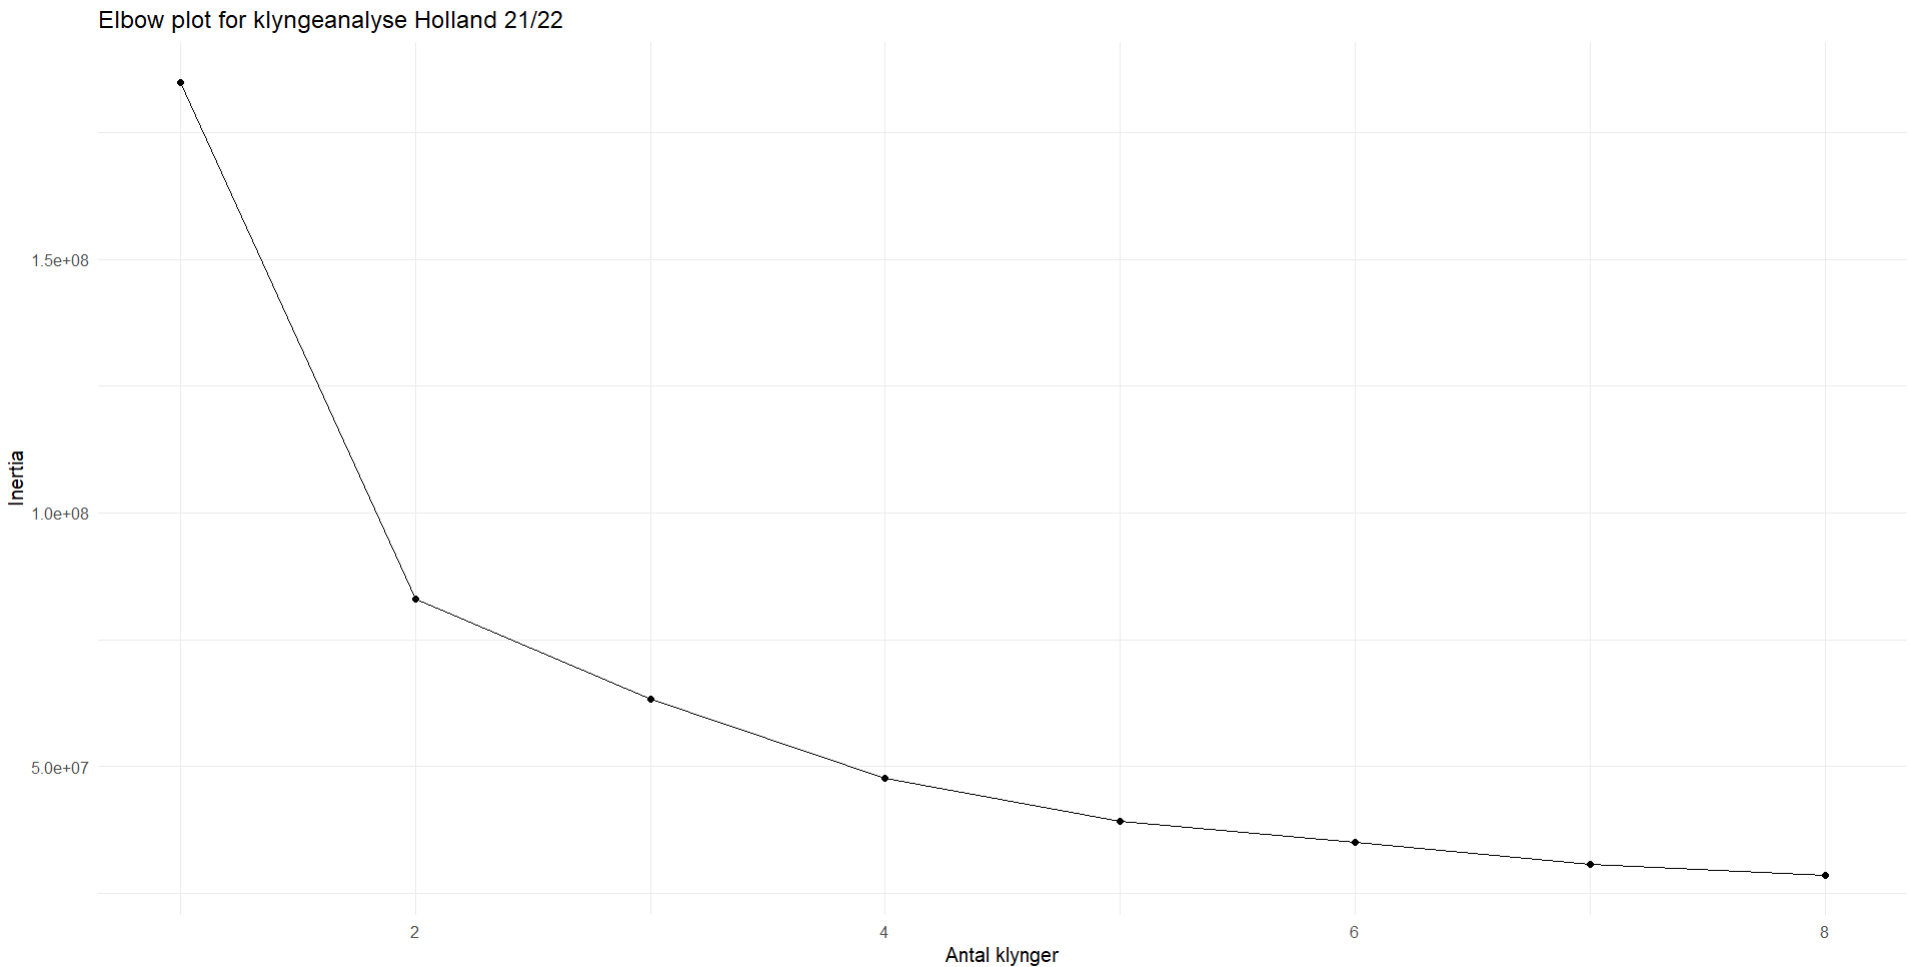 Elbow plot for klyngeanalyse Holland 21/22
Inertia
1.5e+08
1.0e+08
5.0e+07
2 4 6 8
Antal klynger